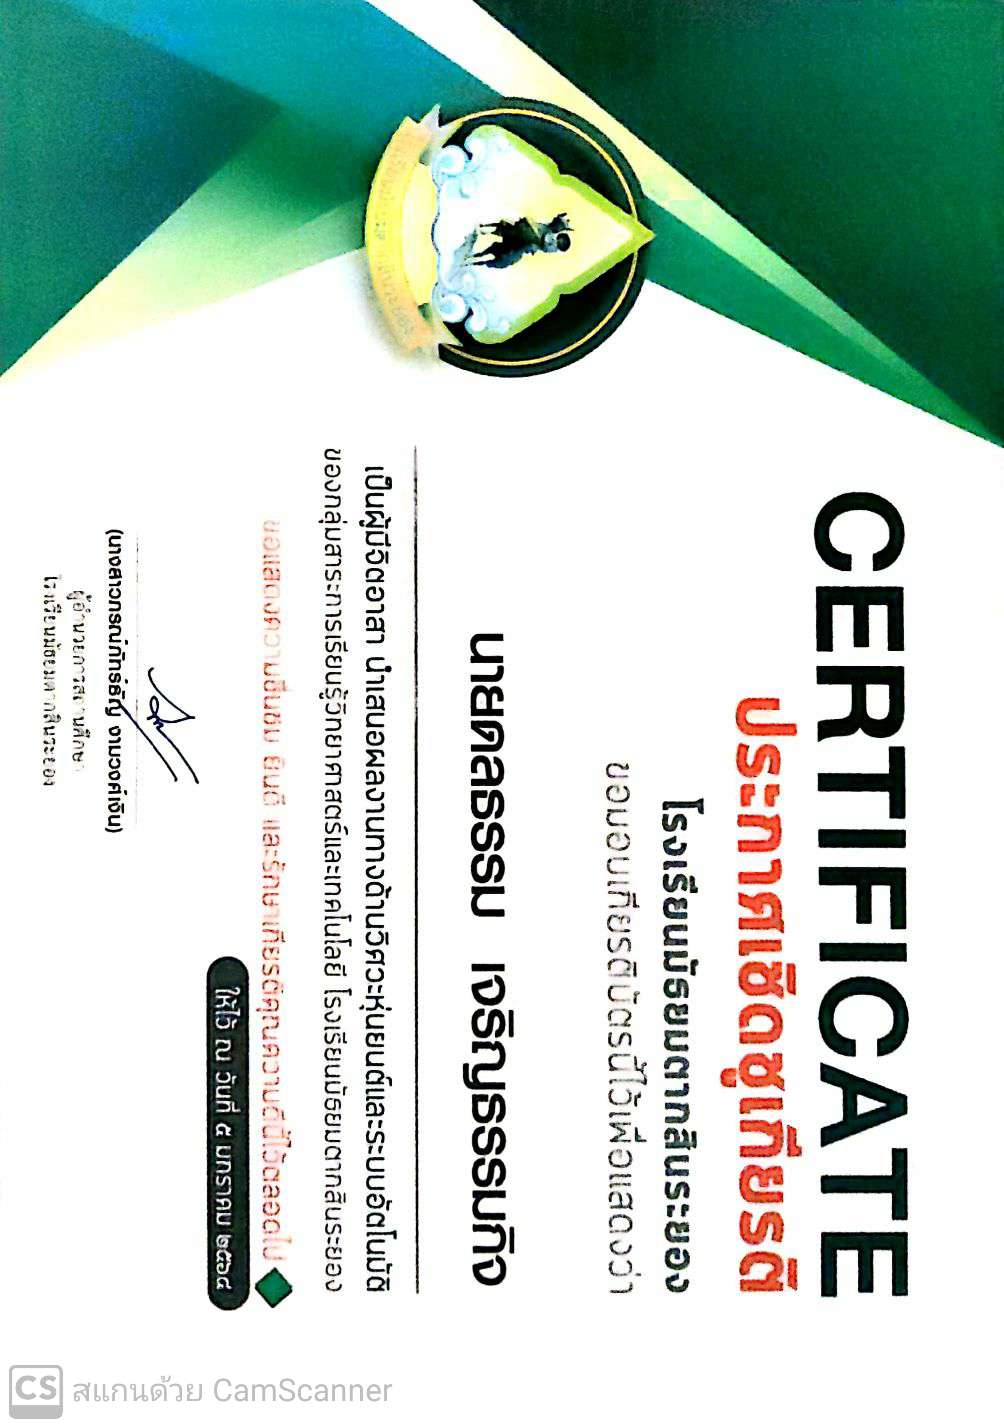 CERTIFICATE
ประกาศเชิดชูเกียรติ
โรงเรียนมัธยมตากสินระยอง
ขอมอบเกียรติบัตรนี้ไว้เพื่อแสดงว่า
นายดลธรรม เจริญธรรมกิจ
เป็นผู้มีจิตอาสา นำเสนอผลงานทางด้านวิศวะหุ่นยนต์และระบบอัตโนมัติ
ของกลุ่มสาระการเรียนรู้วิทยาศาสตร์และเทคโนโลยี โรงเรียนมัธยมตากสินระยอง
ขอแสดงความชื่นชม ยินดี และรักษาเกียรติคุณความดีนี้ไว้ตลอดไป
ให้ไว้ ณ วันที่ ๕ มกราคม ๒๕๖๔
(นางสาวภรณ์ภัทร์ธัญ งามวงศ์เงิน)
ผู้อำนวยการสถานศึกษา
โรงเรียนมัธยมตากสินระยอง
CS สแกนด้วย CamScanner